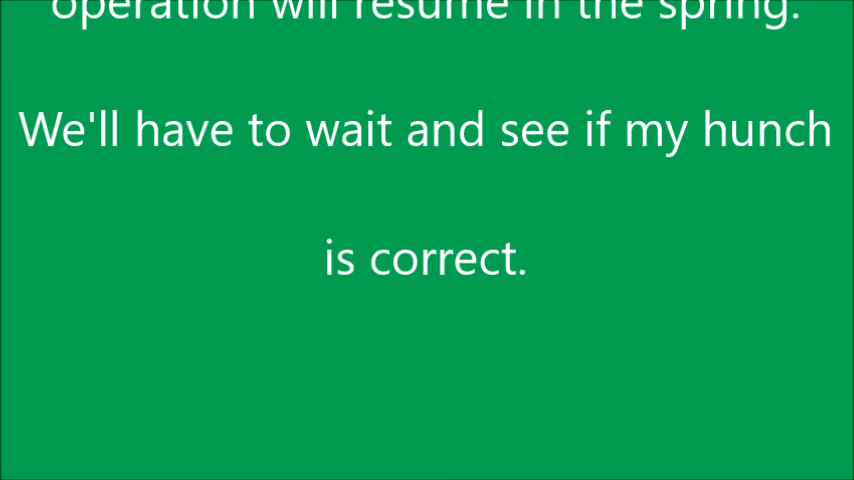 operation will resume in the spring.
We'll have to wait and see if my hunch
is correct.